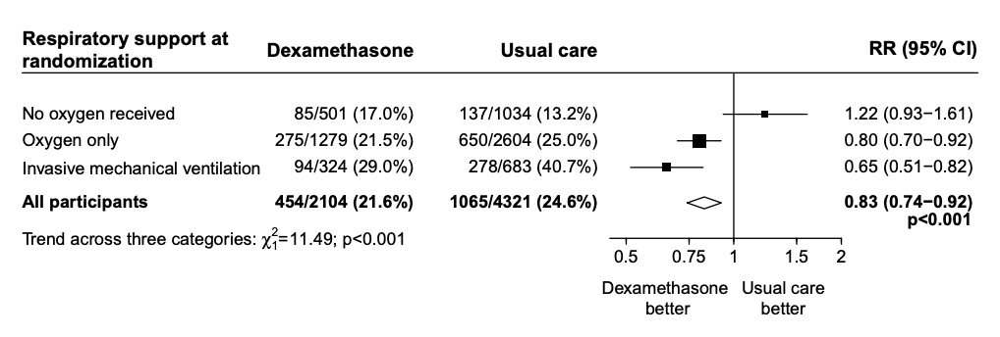 Respiratory support at randomization Dexamethasone Usual care RR (95% CI)
No oxygen received 85/501 (17.0%) 137/1034 (13.2%) 1.22 (0.93−1.61)
Oxygen only 275/1279 (21.5%) 650/2604 (25.0%) 0.80 (0.70−0.92)
Invasive mechanical ventilation 94/324 (29.0%) 278/683 (40.7%) 0.65 (0.51−0.82)
All participants 454/2104 (21.6%) 1065/4321 (24.6%) 0.83 (0.74−0.92)
p<0.001
Trend across three categories: χ²₁=11.49; p<0.001
0.5 0.75 1 1.5 2
Dexamethasone better Usual care better